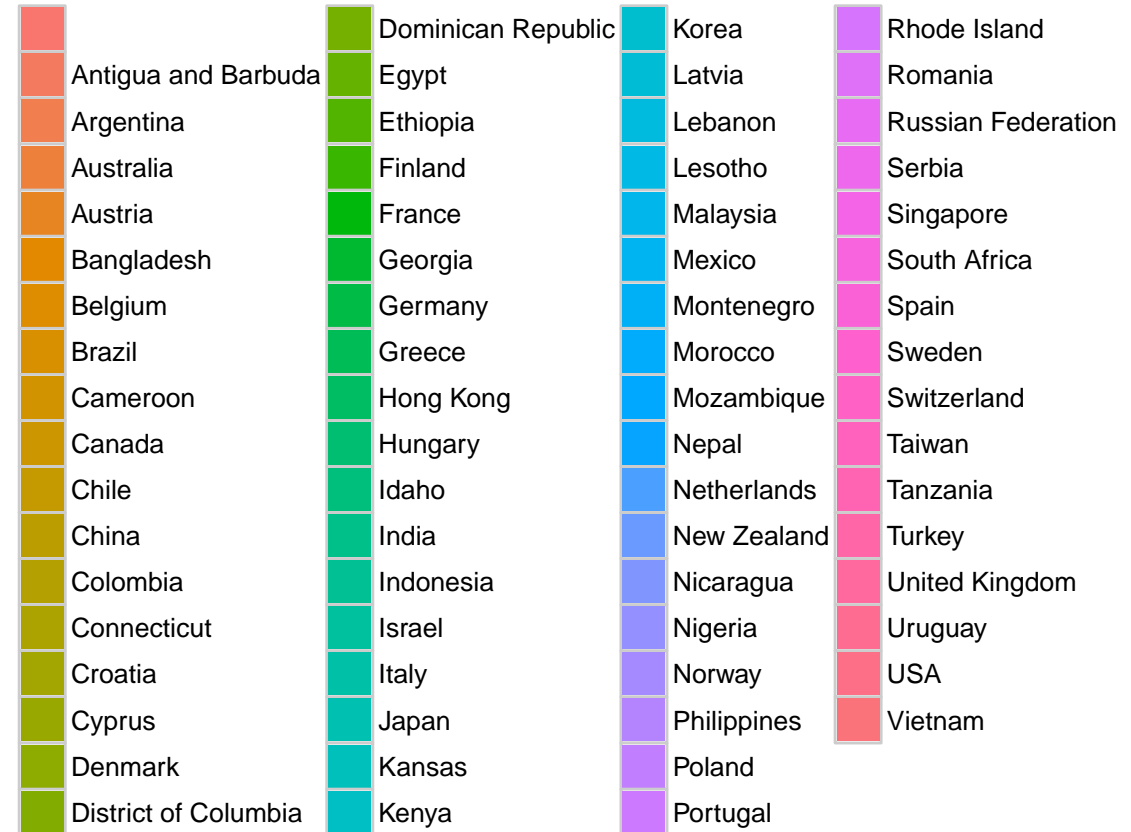 Antigua and Barbuda
Argentina
Australia
Austria
Bangladesh
Belgium
Brazil
Cameroon
Canada
Chile
China
Colombia
Connecticut
Croatia
Cyprus
Denmark
District of Columbia
Dominican Republic
Egypt
Ethiopia
Finland
France
Georgia
Germany
Greece
Hong Kong
Hungary
Idaho
India
Indonesia
Israel
Italy
Japan
Kansas
Kenya
Korea
Latvia
Lebanon
Lesotho
Malaysia
Mexico
Montenegro
Morocco
Mozambique
Nepal
Netherlands
New Zealand
Nicaragua
Nigeria
Norway
Philippines
Poland
Portugal
Rhode Island
Romania
Russian Federation
Serbia
Singapore
South Africa
Spain
Sweden
Switzerland
Taiwan
Tanzania
Turkey
United Kingdom
Uruguay
USA
Vietnam